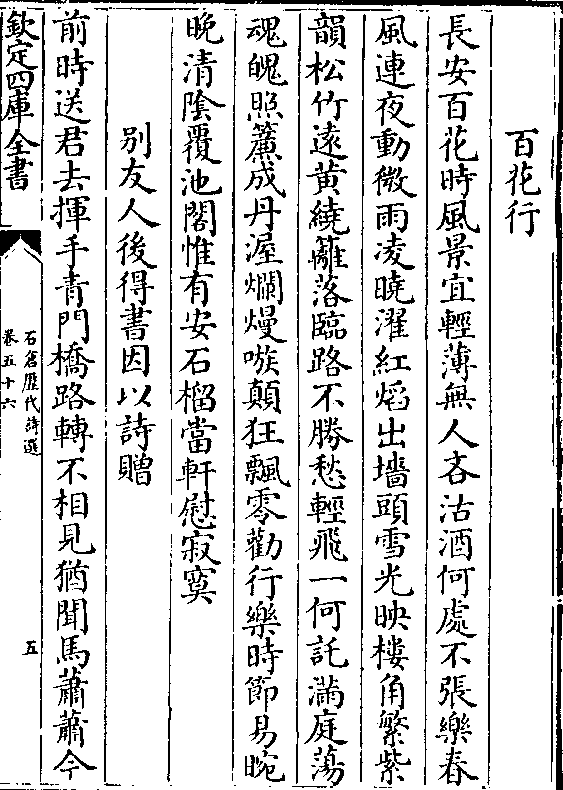 百花行
長安百花時風景宜輕薄無人不沽酒何處不張樂春
風連夜動微雨凌曉濯紅熖出墻頭雪光映樓角繁紫
韻松竹遠黄繞籬落臨路不勝愁輕飛一何託滿庭蕩
魂魄照簾成丹渥爛熳嗾顛狂飄零勸行樂時節易晼
晚清陰覆池閣惟有安石榴當軒慰寂寞
别友人後得書因以詩贈
前時送君去揮手青門橋路轉不相見猶聞馬蕭蕭今
欽定四庫全書
石倉歷代詩選
卷五十六
五